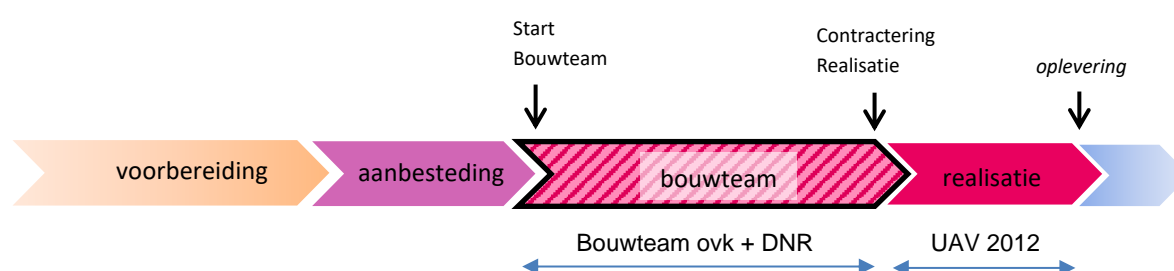 Start
Bouwteam
Contractering
Realisatie
oplevering
voorbereiding
aanbesteding
bouwteam
realisatie
Bouwteam ovk + DNR
UAV 2012